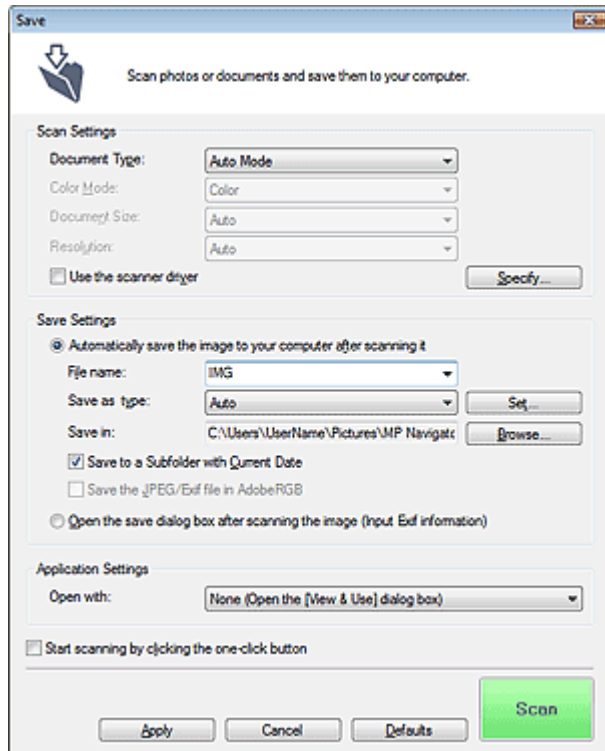 Save
Scan photos or documents and save them to your computer.
Scan Settings
Document Type: Auto Mode
Color Mode: Color
Document Size: Auto
Resolution: Auto
Use the scanner driver Specify...
Save Settings
Automatically save the image to your computer after scanning it
File name: IMG
Save as type: Auto Set...
Save in: C:\Users\UserName\Pictures\MP Navigatc Browse...
Save to a Subfolder with Current Date
Save the JPEG/Exif file in AdobeRGB
Open the save dialog box after scanning the image (Input Exif information)
Application Settings
Open with: None (Open the [View & Use] dialog box)
Start scanning by clicking the one-click button
Scan
Apply Cancel Defaults